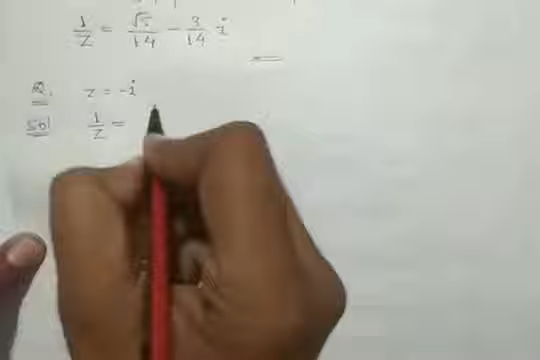 1/z = √5/14 - 3/14 i
Q. z = -i
Sol 1/z =